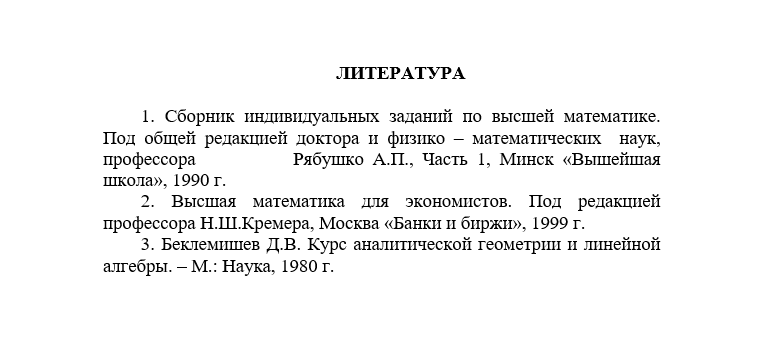 ЛИТЕРАТУРА
1. Сборник индивидуальных заданий по высшей математике.
Под общей редакцией доктора и физико – математических наук,
профессора Рябушко А.П., Часть 1, Минск «Вышейшая
школа», 1990 г.
2. Высшая математика для экономистов. Под редакцией
профессора Н.Ш.Кремера, Москва «Банки и биржи», 1999 г.
3. Беклемишев Д.В. Курс аналитической геометрии и линейной
алгебры. – М.: Наука, 1980 г.